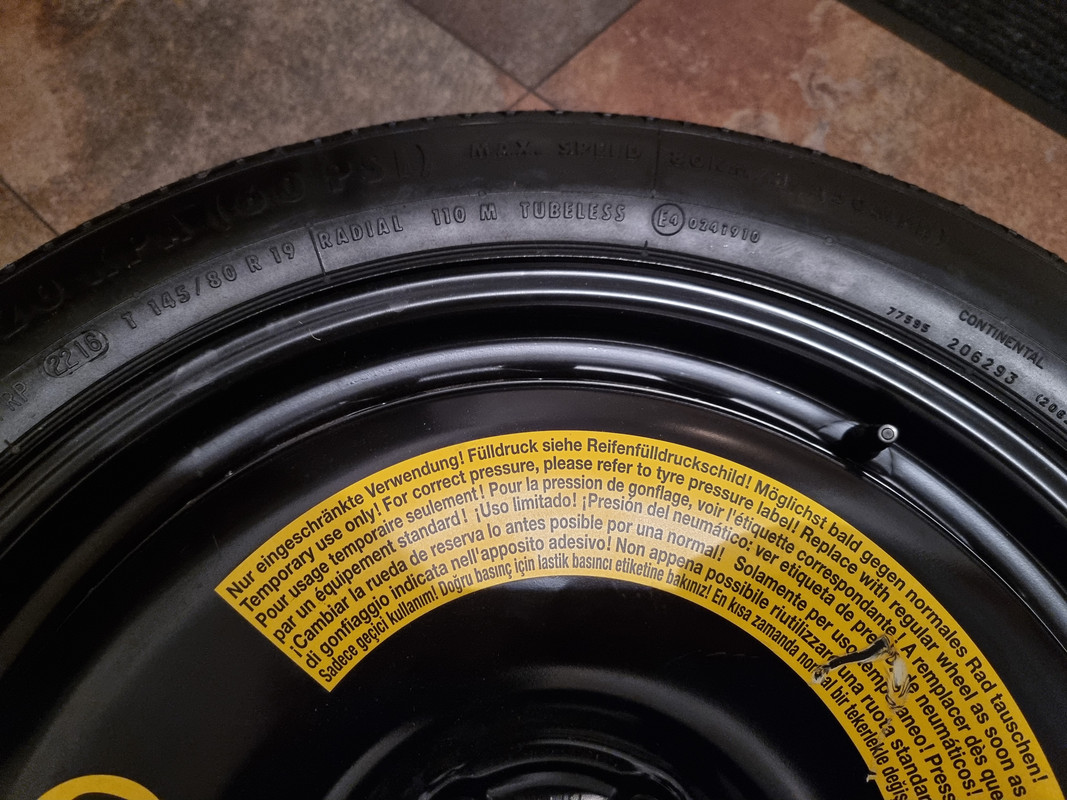 KPA (60 PSI) MAX. SPEED
RP 2216 T 145/80 R 19 RADIAL 110 M TUBELESS E4 0241910
77595 CONTINENTAL
206293
Nur eingeschränkte Verwendung! Fülldruck siehe Reifenfülldruckschild! Möglichst bald gegen normales Rad tauschen!
Temporary use only! For correct pressure, please refer to tyre pressure label! Replace with regular wheel as soon as
Pour usage temporaire seulement! Pour la pression de gonflage, voir l'étiquette correspondante! A remplacer dès que
par un équipement standard! ¡Uso limitado! ¡Presión del neumático: ver etiqueta de de neumáticos!
¡Cambiar la rueda de reserva lo antes posible por una normal! Solamente per uso Press
di gonfiaggio indicata nell'apposito adesivo! Non appena possibile riutilizzare una ruota standar
Sadece geçici kullanım! Doğru basınç için lastik basıncı etiketine bakınız! En kısa zamanda bir tekerlekle değiş